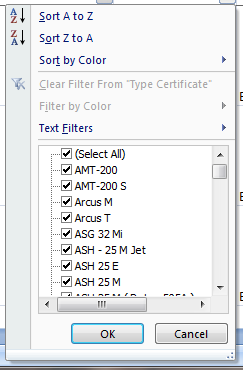 Sort A to Z
Sort Z to A
Sort by Color
Clear Filter From "Type Certificate"
Filter by Color
Text Filters
(Select All)
AMT-200
AMT-200 S
Arcus M
Arcus T
ASG 32 Mi
ASH - 25 M Jet
ASH 25 E
ASH 25 M
OK
Cancel